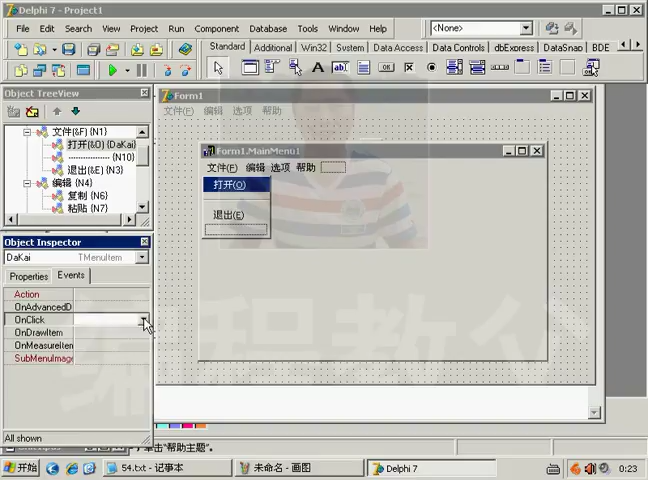 Delphi 7 - Project1
File Edit Search View Project Run Component Database Tools Window Help
<None>
Standard Additional Win32 System Data Access Data Controls dbExpress DataSnap BDE
Object TreeView
文件(&F) {N1}
打开(&O) {DaKai}
---------------- {N10}
退出(&E) {N3}
编辑 {N4}
复制 {N6}
粘贴 {N7}
Form1
文件(F) 编辑 选项 帮助
Form1.MainMenu1
文件(F) 编辑 选项 帮助
打开(O)
退出(E)
Object Inspector
DaKai TMenuItem
Properties Events
Action
OnAdvancedD
OnClick
OnDrawItem
OnMeasureIten
SubMenuImage
All shown
编程教父
单击“帮助主题”。
开始 54.txt - 记事本 未命名 - 画图 Delphi 7 0:23